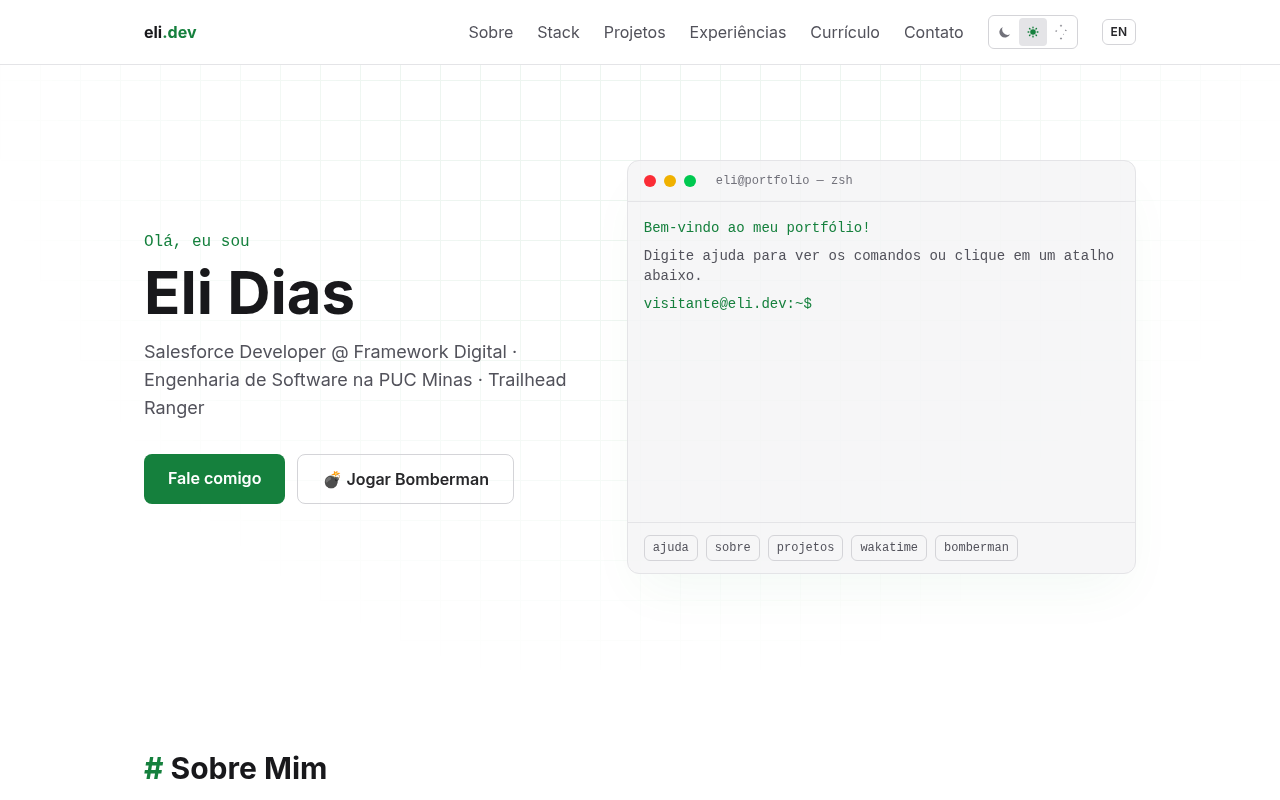 eli.dev
Sobre
Stack
Projetos
Experiências
Currículo
Contato
EN
Olá, eu sou
Eli Dias
Salesforce Developer @ Framework Digital ·
Engenharia de Software na PUC Minas · Trailhead
Ranger
Fale comigo
💣 Jogar Bomberman
eli@portfolio — zsh
Bem-vindo ao meu portfólio!
Digite ajuda para ver os comandos ou clique em um atalho
abaixo.
visitante@eli.dev:~$
ajuda
sobre
projetos
wakatime
bomberman
# Sobre Mim